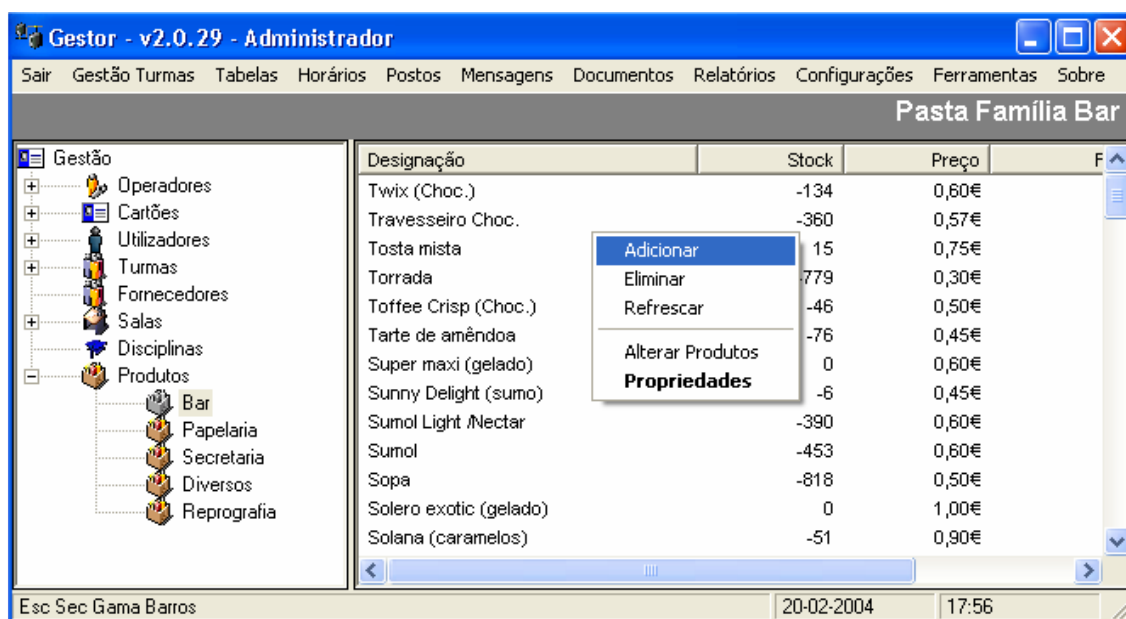 Gestor - v2.0.29 - Administrador
Sair Gestão Turmas Tabelas Horários Postos Mensagens Documentos Relatórios Configurações Ferramentas Sobre
Pasta Família Bar
Gestão
Operadores
Cartões
Utilizadores
Turmas
Fornecedores
Salas
Disciplinas
Produtos
Bar
Papelaria
Secretaria
Diversos
Reprografia
Designação Stock Preço F
Twix (Choc.) -134 0,60€
Travesseiro Choc. -360 0,57€
Tosta mista 15 0,75€
Torrada 779 0,30€
Toffee Crisp (Choc.) -46 0,50€
Tarte de amêndoa -76 0,45€
Super maxi (gelado) 0 0,60€
Sunny Delight (sumo) -6 0,45€
Sumol Light /Nectar -390 0,60€
Sumol -453 0,60€
Sopa -818 0,50€
Solero exotic (gelado) 0 1,00€
Solana (caramelos) -51 0,90€
Adicionar
Eliminar
Refrescar
Alterar Produtos
Propriedades
Esc Sec Gama Barros 20-02-2004 17:56